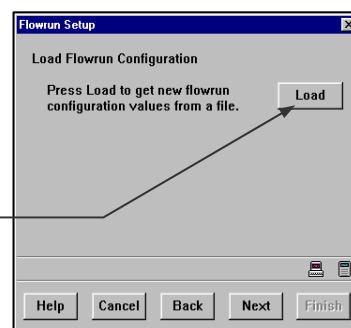 Flowrun Setup
Load Flowrun Configuration
Press Load to get new flowrun
configuration values from a file.
Load
Help Cancel Back Next Finish